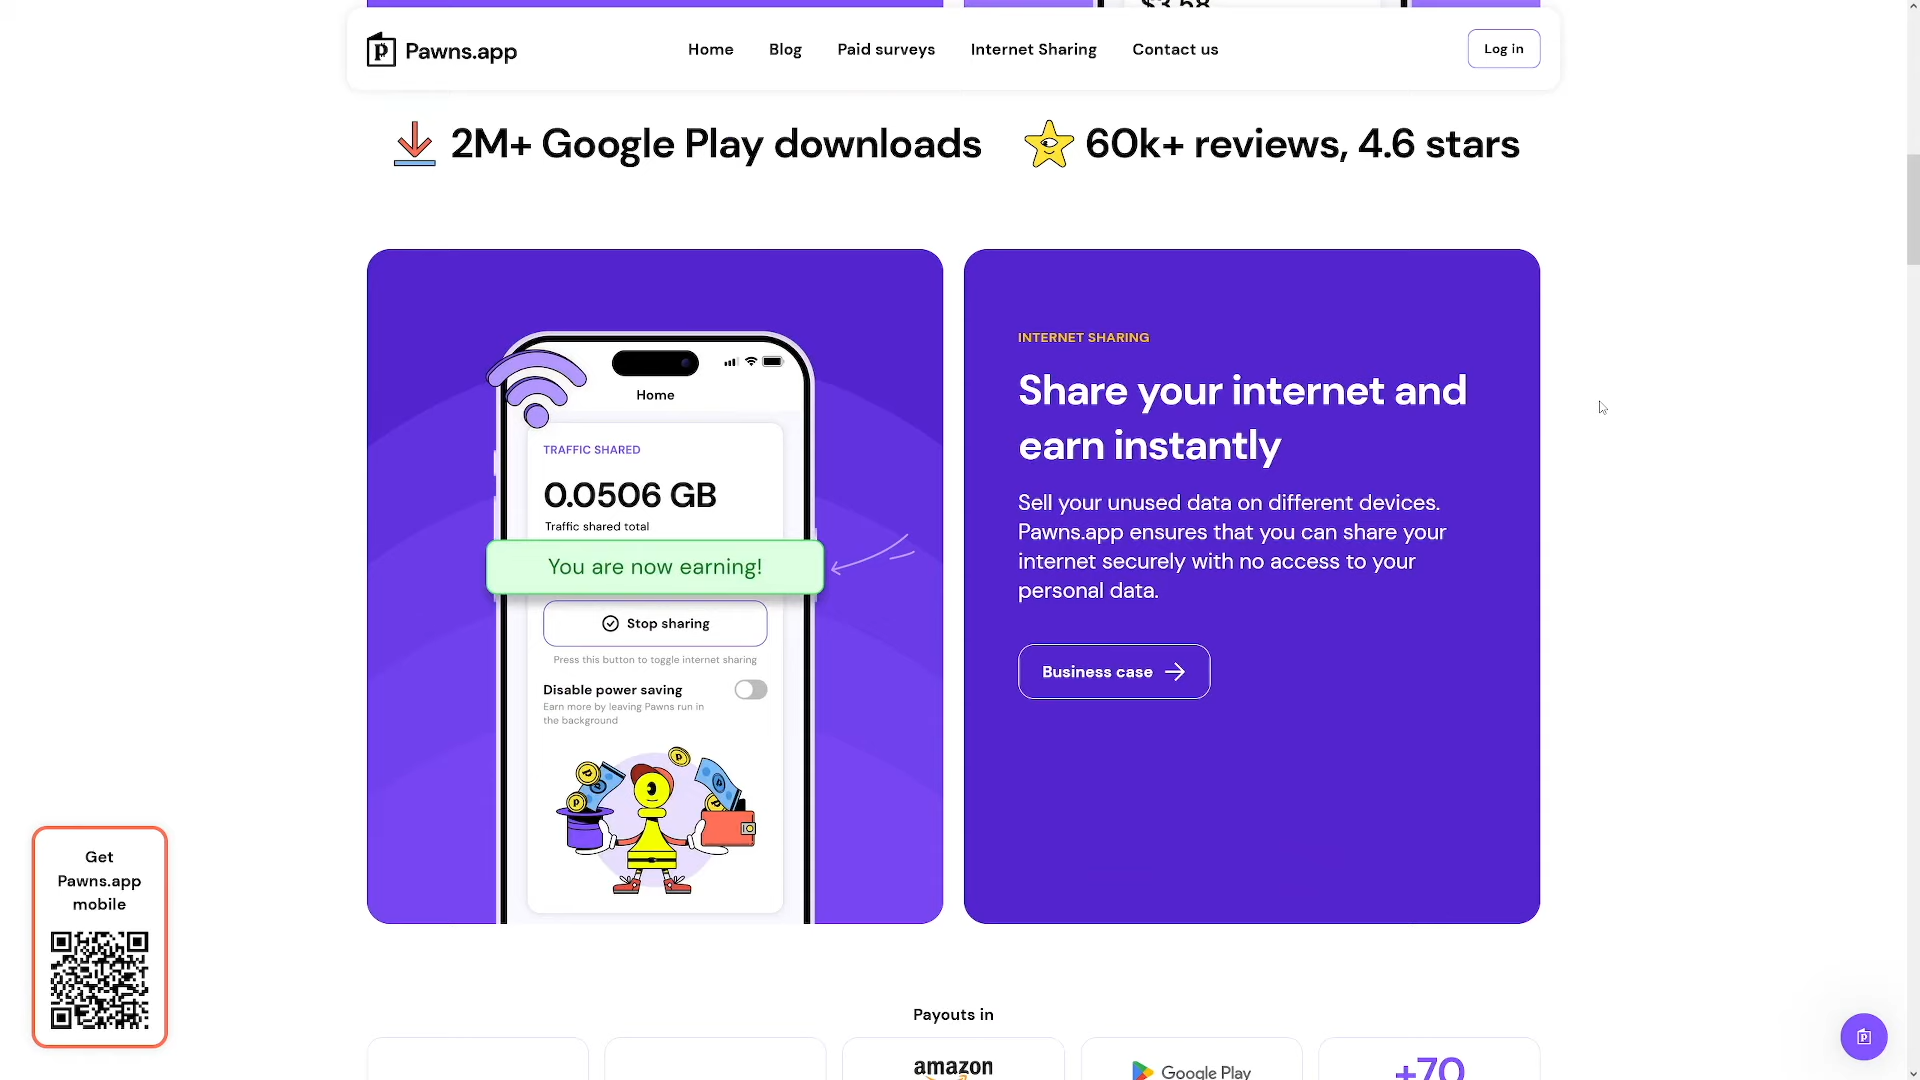 $3.58
Pawns.app
Home
Blog
Paid surveys
Internet Sharing
Contact us
Log in
2M+ Google Play downloads
60k+ reviews, 4.6 stars
Home
TRAFFIC SHARED
0.0506 GB
Traffic shared total
You are now earning!
Stop sharing
Press this button to toggle internet sharing
Disable power saving
Earn more by leaving Pawns run in
the background
INTERNET SHARING
Share your internet and
earn instantly
Sell your unused data on different devices.
Pawns.app ensures that you can share your
internet securely with no access to your
personal data.
Business case
Get
Pawns.app
mobile
Payouts in
amazon
Google Play
+70